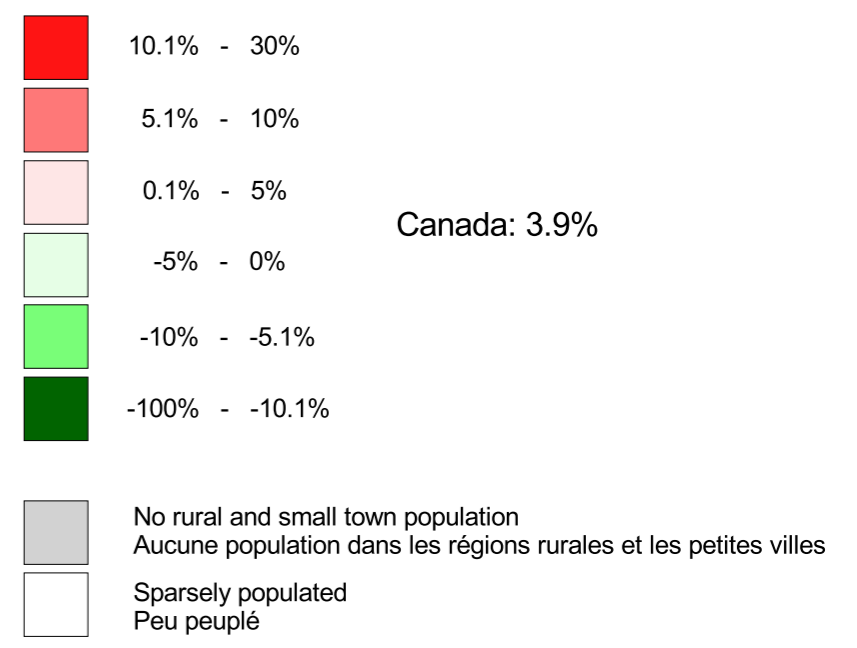 10.1% - 30%
5.1% - 10%
0.1% - 5%
Canada: 3.9%
-5% - 0%
-10% - -5.1%
-100% - -10.1%
No rural and small town population
Aucune population dans les régions rurales et les petites villes
Sparsely populated
Peu peuplé